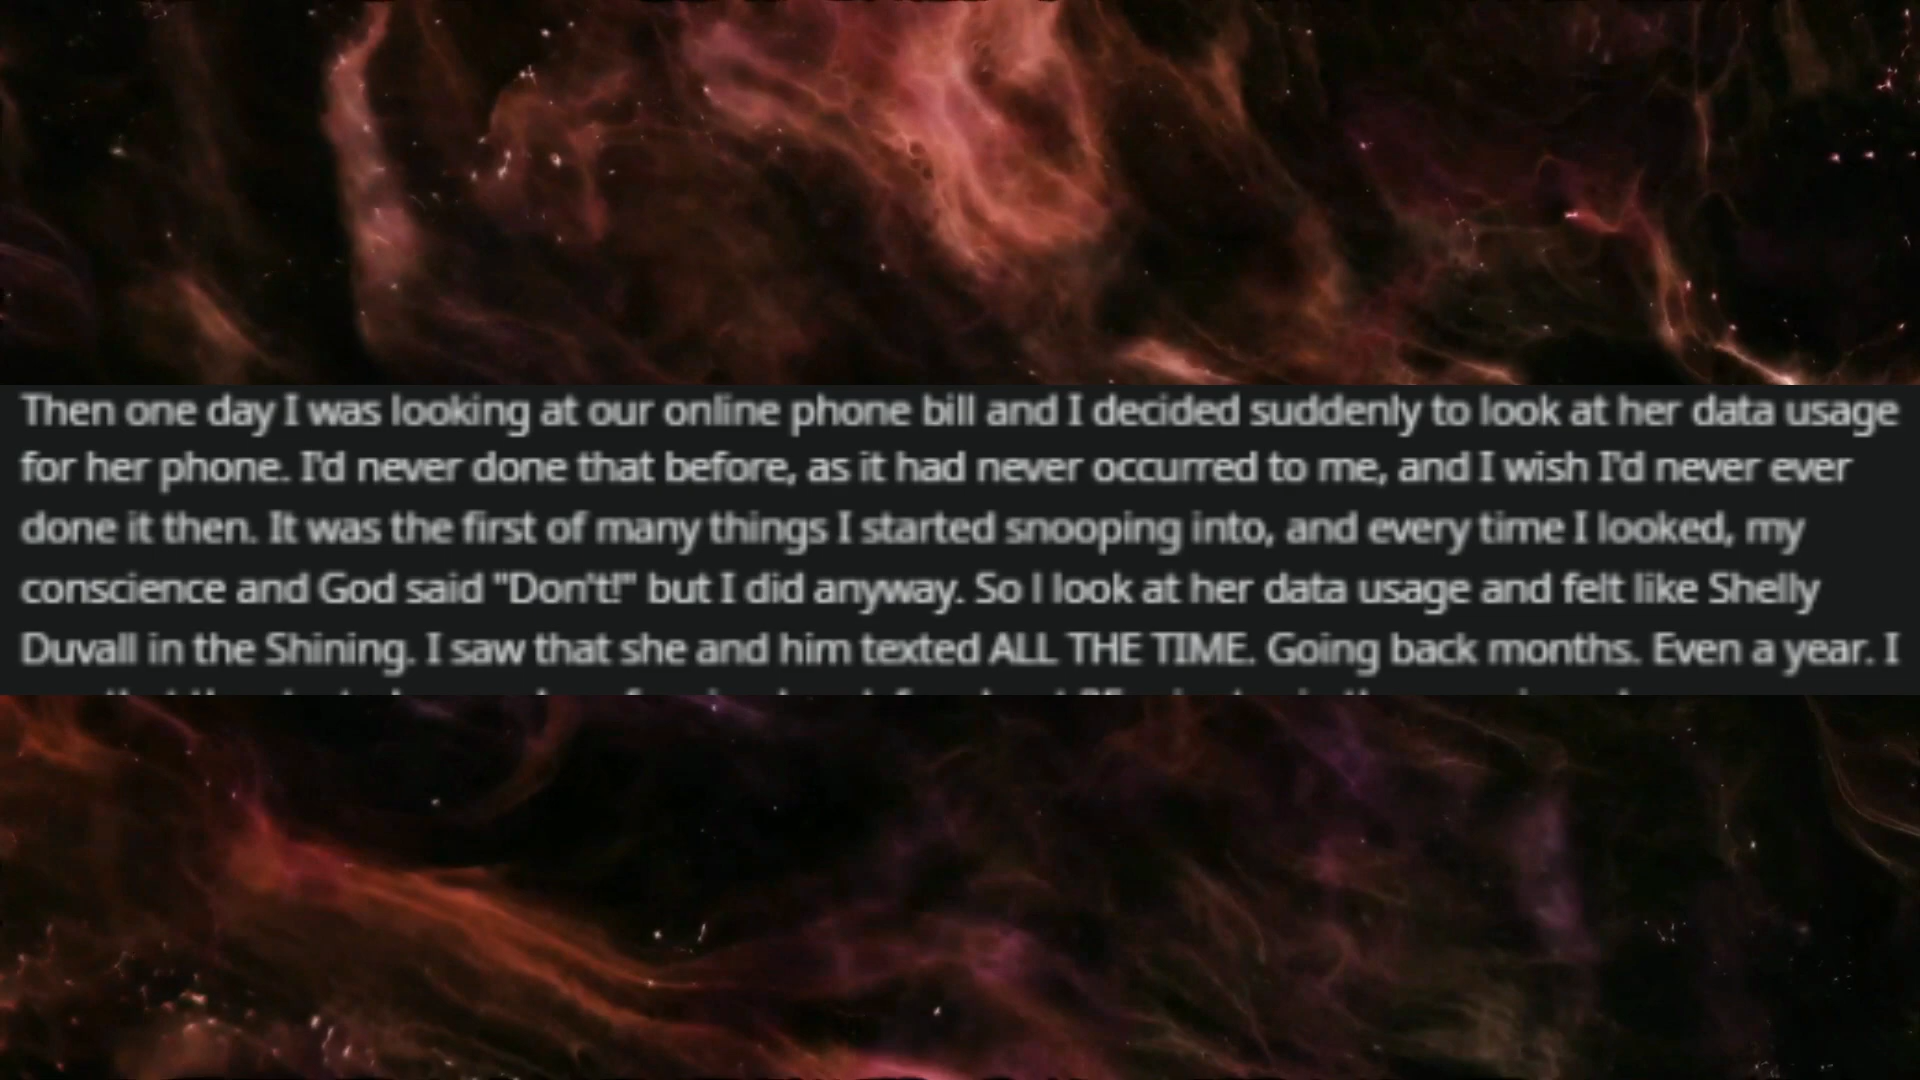 Then one day I was looking at our online phone bill and I decided suddenly to look at her data usage
for her phone. I'd never done that before, as it had never occurred to me, and I wish I'd never ever
done it then. It was the first of many things I started snooping into, and every time I looked, my
conscience and God said "Don't!" but I did anyway. So I look at her data usage and felt like Shelly
Duvall in the Shining. I saw that she and him texted ALL THE TIME. Going back months. Even a year. I